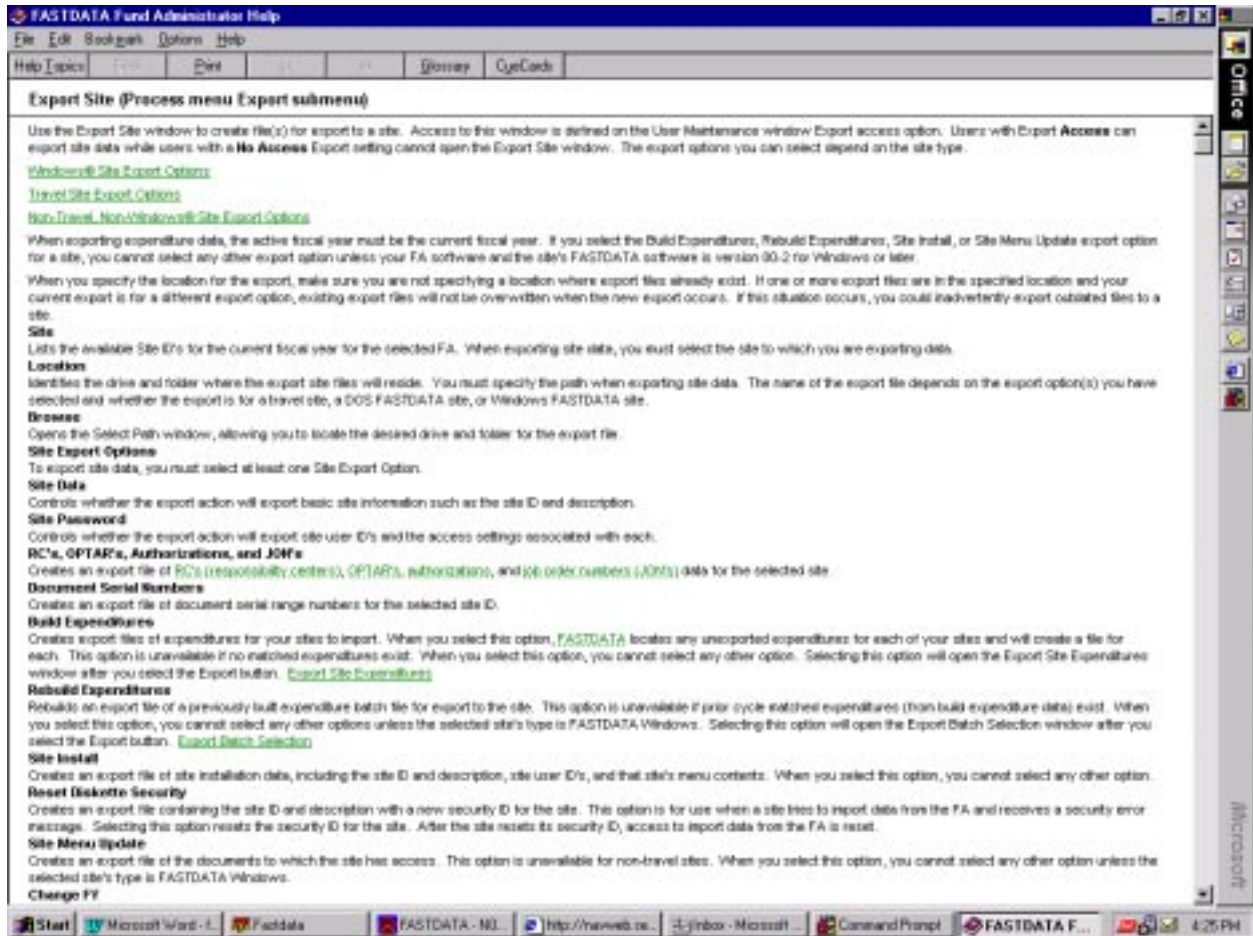 FASTDATA Fund Administrator Help
File Edit Bookmark Options Help
Help Topics Print Glossary CueCards
Export Site (Process menu Export submenu)
Use the Export Site window to create file(s) for export to a site. Access to this window is defined on the User Maintenance window Export access option. Users with Export Access can
export site data while users with a No Access Export setting cannot open the Export Site window. The export options you can select depend on the site type.
Windows® Site Export Options
Travel Site Export Options
Non-Travel, Non-Windows® Site Export Options
When exporting expenditure data, the active fiscal year must be the current fiscal year. If you select the Build Expenditures, Rebuild Expenditures, Site Install, or Site Menu Update export option
for a site, you cannot select any other export option unless your FA software and the site's FASTDATA software is version 00-2 for Windows or later.
When you specify the location for the export, make sure you are not specifying a location where export files already exist. If one or more export files are in the specified location and your
current export is for a different export option, existing export files will not be overwritten when the new export occurs. If this situation occurs, you could inadvertently export outdated files to a
site.
Site
Lists the available Site ID's for the current fiscal year for the selected FA. When exporting site data, you must select the site to which you are exporting data.
Location
Identifies the drive and folder where the export site files will reside. You must specify the path when exporting site data. The name of the export file depends on the export option(s) you have
selected and whether the export is for a travel site, a DOS FASTDATA site, or Windows FASTDATA site.
Browse
Opens the Select Path window, allowing you to locate the desired drive and folder for the export file.
Site Export Options
To export site data, you must select at least one Site Export Option.
Site Data
Controls whether the export action will export basic site information such as the site ID and description.
Site Password
Controls whether the export action will export site user ID's and the access settings associated with each.
RC's, OPTAR's, Authorizations, and JON's
Creates an export file of RC's (responsibility centers), OPTAR's, authorizations, and job order numbers (JON's) data for the selected site.
Document Serial Numbers
Creates an export file of document serial range numbers for the selected site ID.
Build Expenditures
Creates export files of expenditures for your sites to import. When you select this option, FASTDATA locates any unexported expenditures for each of your sites and will create a file for
each. This option is unavailable if no matched expenditures exist. When you select this option, you cannot select any other option. Selecting this option will open the Export Site Expenditures
window after you select the Export button. Export Site Expenditures
Rebuild Expenditures
Rebuilds an export file of a previously built expenditure batch file for export to the site. This option is unavailable if prior cycle matched expenditures (from build expenditure data) exist. When
you select this option, you cannot select any other options unless the selected site's type is FASTDATA Windows. Selecting this option will open the Export Batch Selection window after you
select the Export button. Export Batch Selection
Site Install
Creates an export file of site installation data, including the site ID and description, site user ID's, and that site's menu contents. When you select this option, you cannot select any other option.
Reset Diskette Security
Creates an export file containing the site ID and description with a new security ID for the site. This option is for use when a site tries to import data from the FA and receives a security error
message. Selecting this option resets the security ID for the site. After the site resets its security ID, access to import data from the FA is reset.
Site Menu Update
Creates an export file of the documents to which the site has access. This option is unavailable for non-travel sites. When you select this option, you cannot select any other option unless the
selected site's type is FASTDATA Windows.
Change FY
Office
Microsoft
Start Microsoft Word - Fastdata FASTDATA - Inbox - Microsoft ... Command Prompt FASTDATA F... 4:25 PM